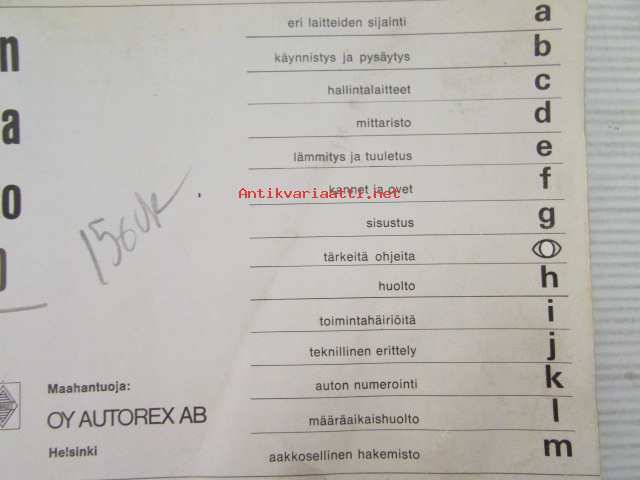 n
a
o
eri laitteiden sijainti a
käynnistys ja pysäytys b
hallintalaitteet c
mittaristo d
lämmitys ja tuuletus e
kannet ja ovet f
Antikvariaatti.net
sisustus g
tärkeitä ohjeita
huolto h
toimintahäiriöitä i
teknillinen erittely j
auton numerointi k
määräaikaishuolto l
aakkosellinen hakemisto m
Maahantuoja:
OY AUTOREX AB
Helsinki